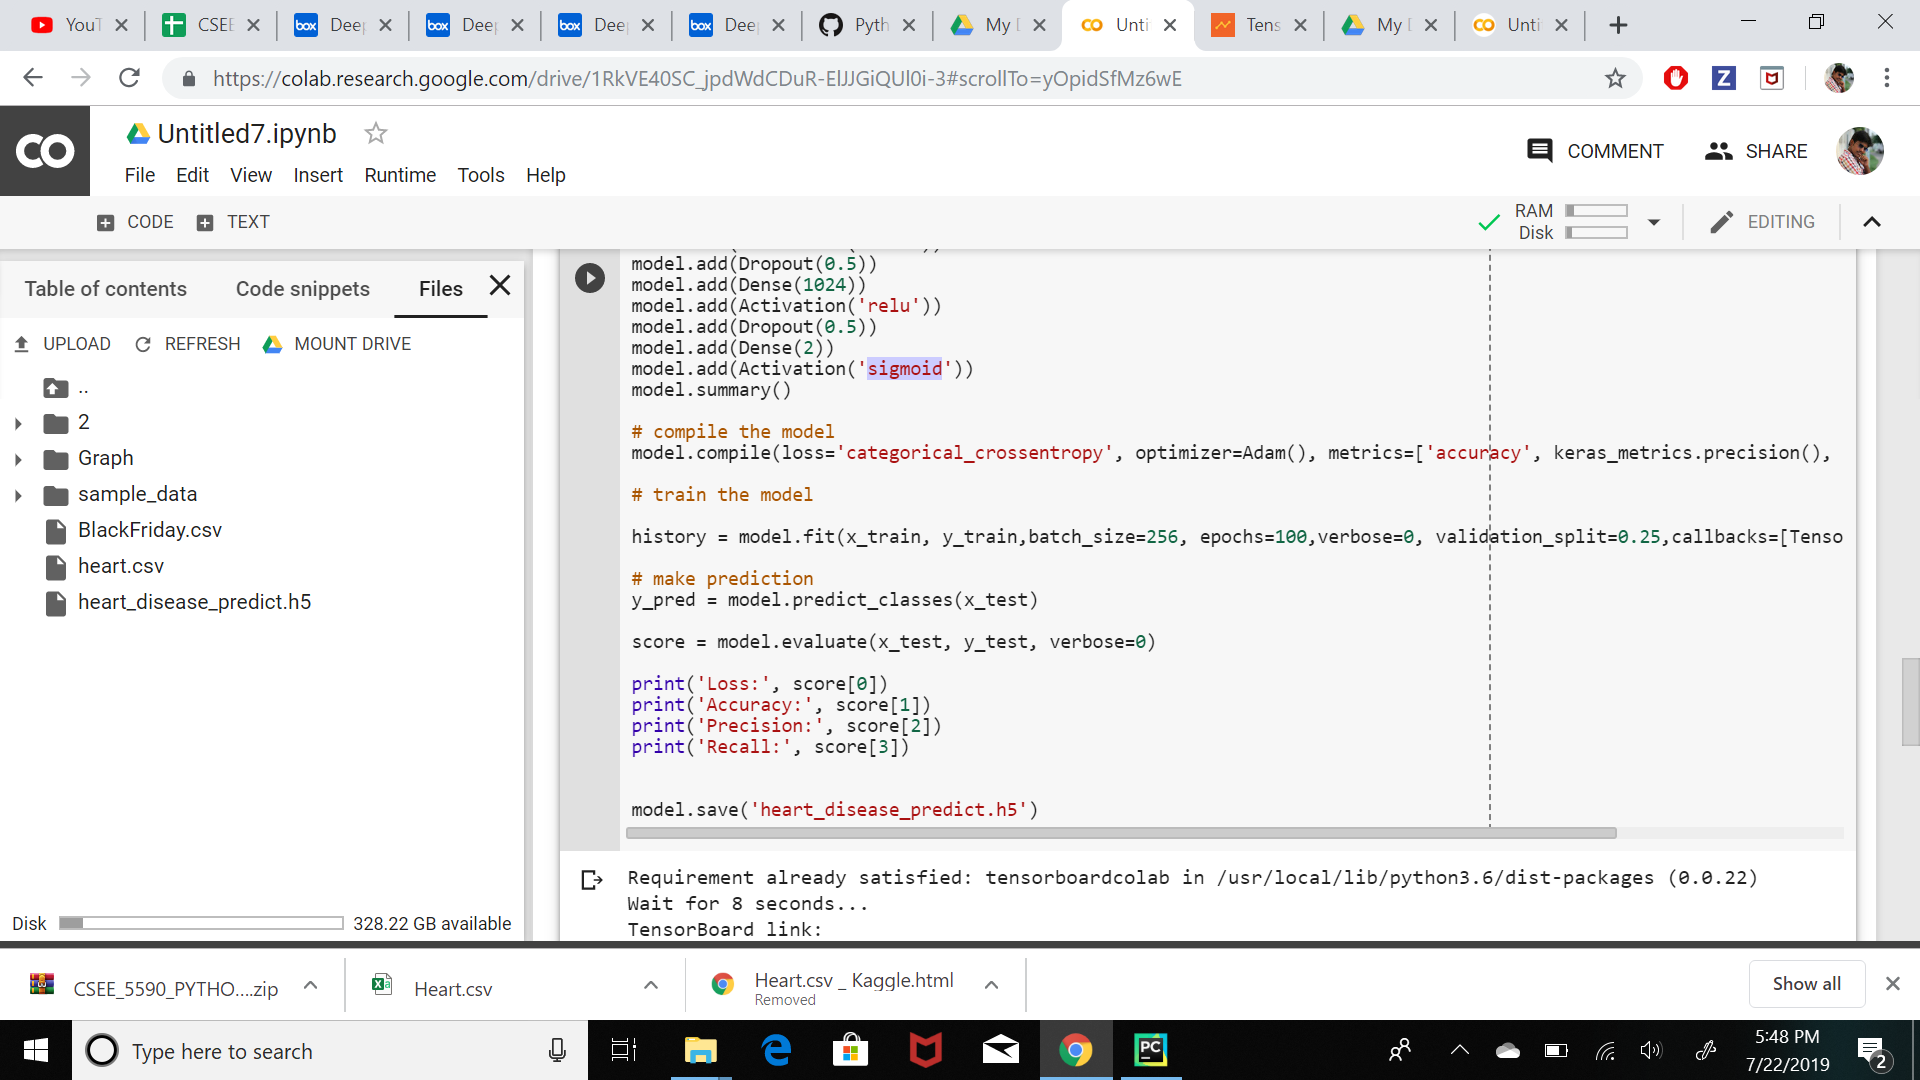 YouT
CSEE
Deep
Deep
Deep
Deep
Pyth
My D
Unti
Tens
My D
Unti
https://colab.research.google.com/drive/1RkVE40SC_jpdWdCDuR-ElJJGiQUl0i-3#scrollTo=yOpidSfMz6wE
Untitled7.ipynb
COMMENT
SHARE
File Edit View Insert Runtime Tools Help
CODE
TEXT
RAM
Disk
EDITING
Table of contents
Code snippets
Files
UPLOAD
REFRESH
MOUNT DRIVE
..
2
Graph
sample_data
BlackFriday.csv
heart.csv
heart_disease_predict.h5
Disk
328.22 GB available
model.add(Dropout(0.5))
model.add(Dense(1024))
model.add(Activation('relu'))
model.add(Dropout(0.5))
model.add(Dense(2))
model.add(Activation('sigmoid'))
model.summary()
# compile the model
model.compile(loss='categorical_crossentropy', optimizer=Adam(), metrics=['accuracy', keras_metrics.precision(),
# train the model
history = model.fit(x_train, y_train,batch_size=256, epochs=100,verbose=0, validation_split=0.25,callbacks=[Tenso
# make prediction
y_pred = model.predict_classes(x_test)
score = model.evaluate(x_test, y_test, verbose=0)
print('Loss:', score[0])
print('Accuracy:', score[1])
print('Precision:', score[2])
print('Recall:', score[3])
model.save('heart_disease_predict.h5')
Requirement already satisfied: tensorboardcolab in /usr/local/lib/python3.6/dist-packages (0.0.22)
Wait for 8 seconds...
TensorBoard link:
CSEE_5590_PYTHO....zip
Heart.csv
Heart.csv _ Kaggle.html
Removed
Show all
Type here to search
5:48 PM
7/22/2019
2